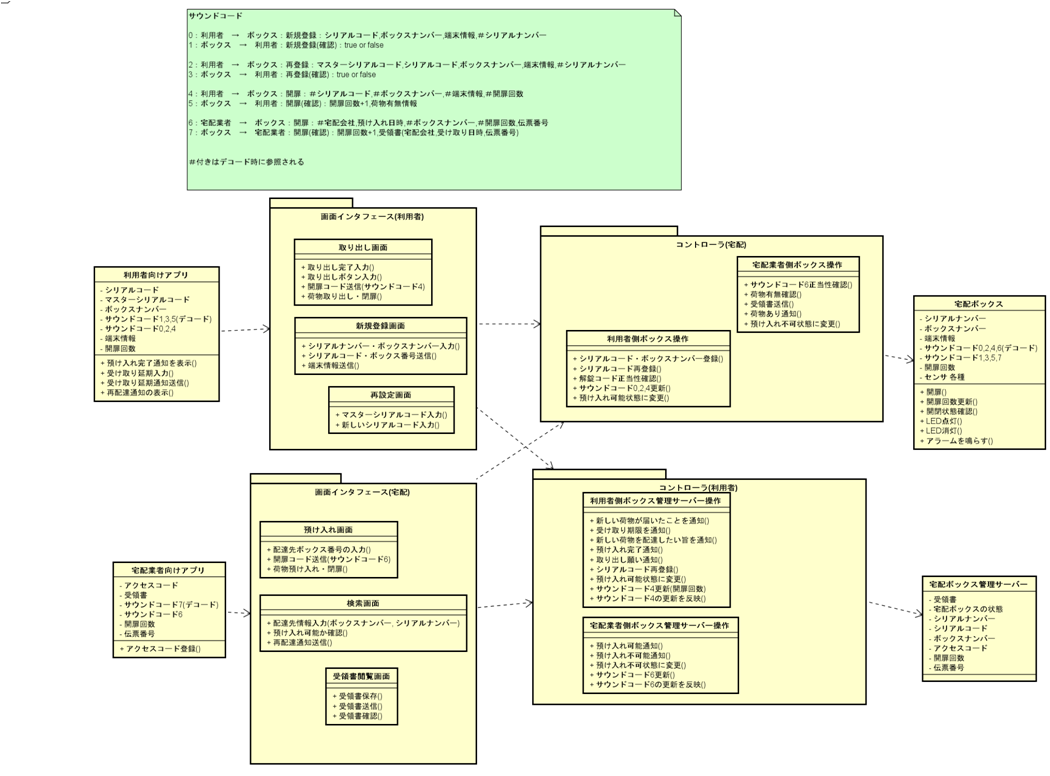 サウンドコード
0：利用者　→　ボックス：新規登録：シリアルコード,ボックスナンバー,端末情報,＃シリアルナンバー
1：ボックス　→　利用者：新規登録(確認)：true or false
2：利用者　→　ボックス：再登録：マスターシリアルコード,シリアルコード,ボックスナンバー,端末情報,＃シリアルナンバー
3：ボックス　→　利用者：再登録(確認)：true or false
4：利用者　→　ボックス：開扉：＃シリアルコード,＃ボックスナンバー,＃端末情報,＃開扉回数
5：ボックス　→　利用者：開扉(確認)：開扉回数+1,荷物有無情報
6：宅配業者　→　ボックス：開扉：＃宅配会社,預け入れ日時,＃ボックスナンバー,＃開扉回数,伝票番号
7：ボックス　→　宅配業者：開扉(確認)：開扉回数+1,受領書(宅配会社,受け取り日時,伝票番号)
＃付きはデコード時に参照される
利用者向けアプリ
- シリアルコード
- マスターシリアルコード
- ボックスナンバー
- サウンドコード1,3,5(デコード)
- サウンドコード0,2,4
- 端末情報
- 開扉回数
+ 預け入れ完了通知を表示()
+ 受け取り延期入力()
+ 受け取り延期通知送信()
+ 再配達通知の表示()
画面インタフェース(利用者)
取り出し画面
+ 取り出し完了入力()
+ 取り出しボタン入力()
+ 開扉コード送信(サウンドコード4)
+ 荷物取り出し・閉扉()
新規登録画面
+ シリアルナンバー・ボックスナンバー入力()
+ シリアルコード・ボックス番号送信()
+ 端末情報送信()
再設定画面
+ マスターシリアルコード入力()
+ 新しいシリアルコード入力()
コントローラ(宅配)
宅配業者側ボックス操作
+ サウンドコード6正当性確認()
+ 荷物有無確認()
+ 受領書送信()
+ 荷物あり通知()
+ 預け入れ不可状態に変更()
利用者側ボックス操作
+ シリアルコード・ボックスナンバー登録()
+ シリアルコード再登録()
+ 解錠コード正当性確認()
+ サウンドコード0,2,4更新()
+ 預け入れ可能状態に変更()
宅配ボックス
- シリアルナンバー
- ボックスナンバー
- 端末情報
- サウンドコード0,2,4,6(デコード)
- サウンドコード1,3,5,7
- 開扉回数
- センサ 各種
+ 開扉()
+ 開扉回数更新()
+ 開閉状態確認()
+ LED点灯()
+ LED消灯()
+ アラームを鳴らす()
宅配業者向けアプリ
- アクセスコード
- 受領書
- サウンドコード7(デコード)
- サウンドコード6
- 開扉回数
- 伝票番号
+ アクセスコード登録()
画面インタフェース(宅配)
預け入れ画面
+ 配達先ボックス番号の入力()
+ 開扉コード送信(サウンドコード6)
+ 荷物預け入れ・閉扉()
検索画面
+ 配達先情報入力(ボックスナンバー, シリアルナンバー)
+ 預け入れ可能か確認()
+ 再配達通知送信()
受領書閲覧画面
+ 受領書保存()
+ 受領書送信()
+ 受領書確認()
コントローラ(利用者)
利用者側ボックス管理サーバー操作
+ 新しい荷物が届いたことを通知()
+ 受け取り期限を通知()
+ 新しい荷物を配達したい旨を通知()
+ 預け入れ完了通知()
+ 取り出し願い通知()
+ シリアルコード再登録()
+ 預け入れ可能状態に変更()
+ サウンドコード4更新(開扉回数)
+ サウンドコード4の更新を反映()
宅配業者側ボックス管理サーバー操作
+ 預け入れ可能通知()
+ 預け入れ不可能通知()
+ 預け入れ不可状態に変更()
+ サウンドコード6更新()
+ サウンドコード6の更新を反映()
宅配ボックス管理サーバー
- 受領書
- 宅配ボックスの状態
- シリアルナンバー
- シリアルコード
- ボックスナンバー
- アクセスコード
- 開扉回数
- 伝票番号